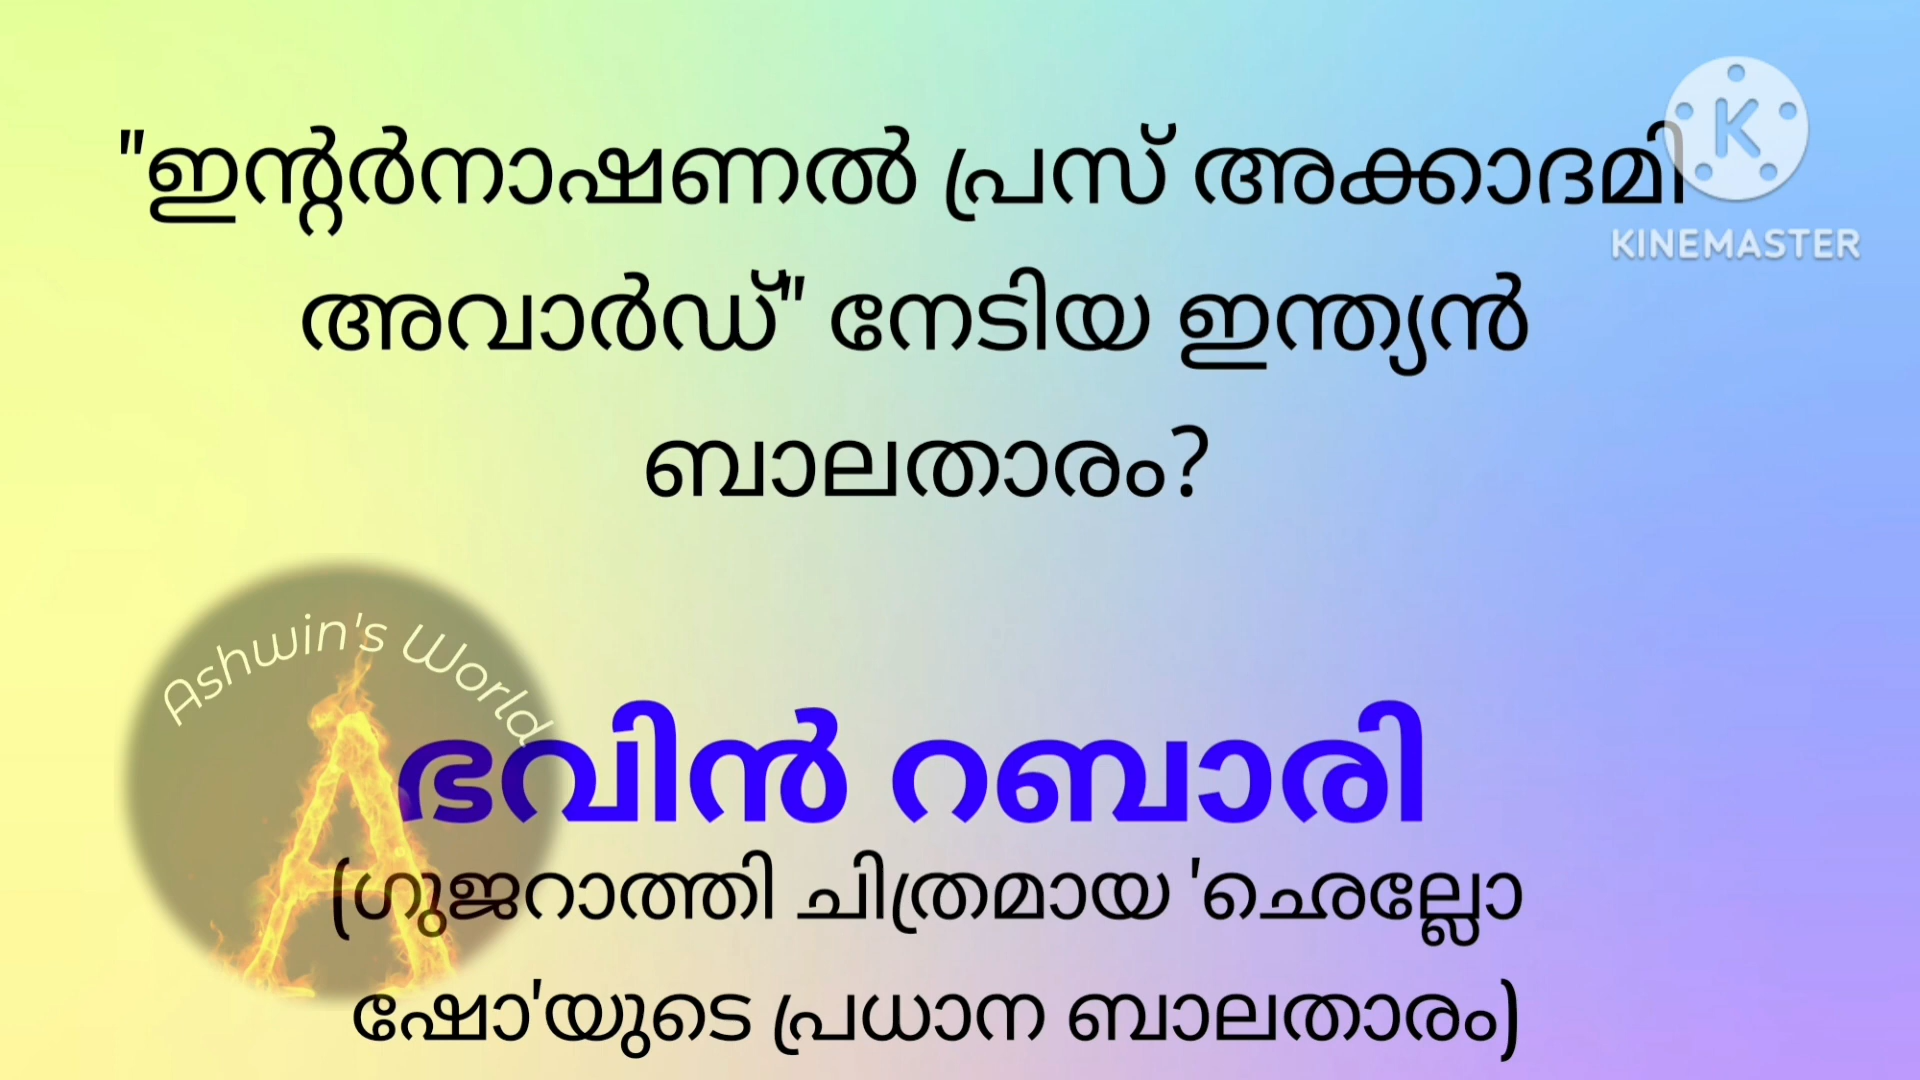 "ഇന്റർനാഷണൽ പ്രസ് അക്കാദമി
KINEMASTER
അവാർഡ്" നേടിയ ഇന്ത്യൻ
ബാലതാരം?
Ashwin's World
ഭവിൻ റബാരി
(ഗുജറാത്തി ചിത്രമായ 'ഛെല്ലോ
ഷോ'യുടെ പ്രധാന ബാലതാരം)